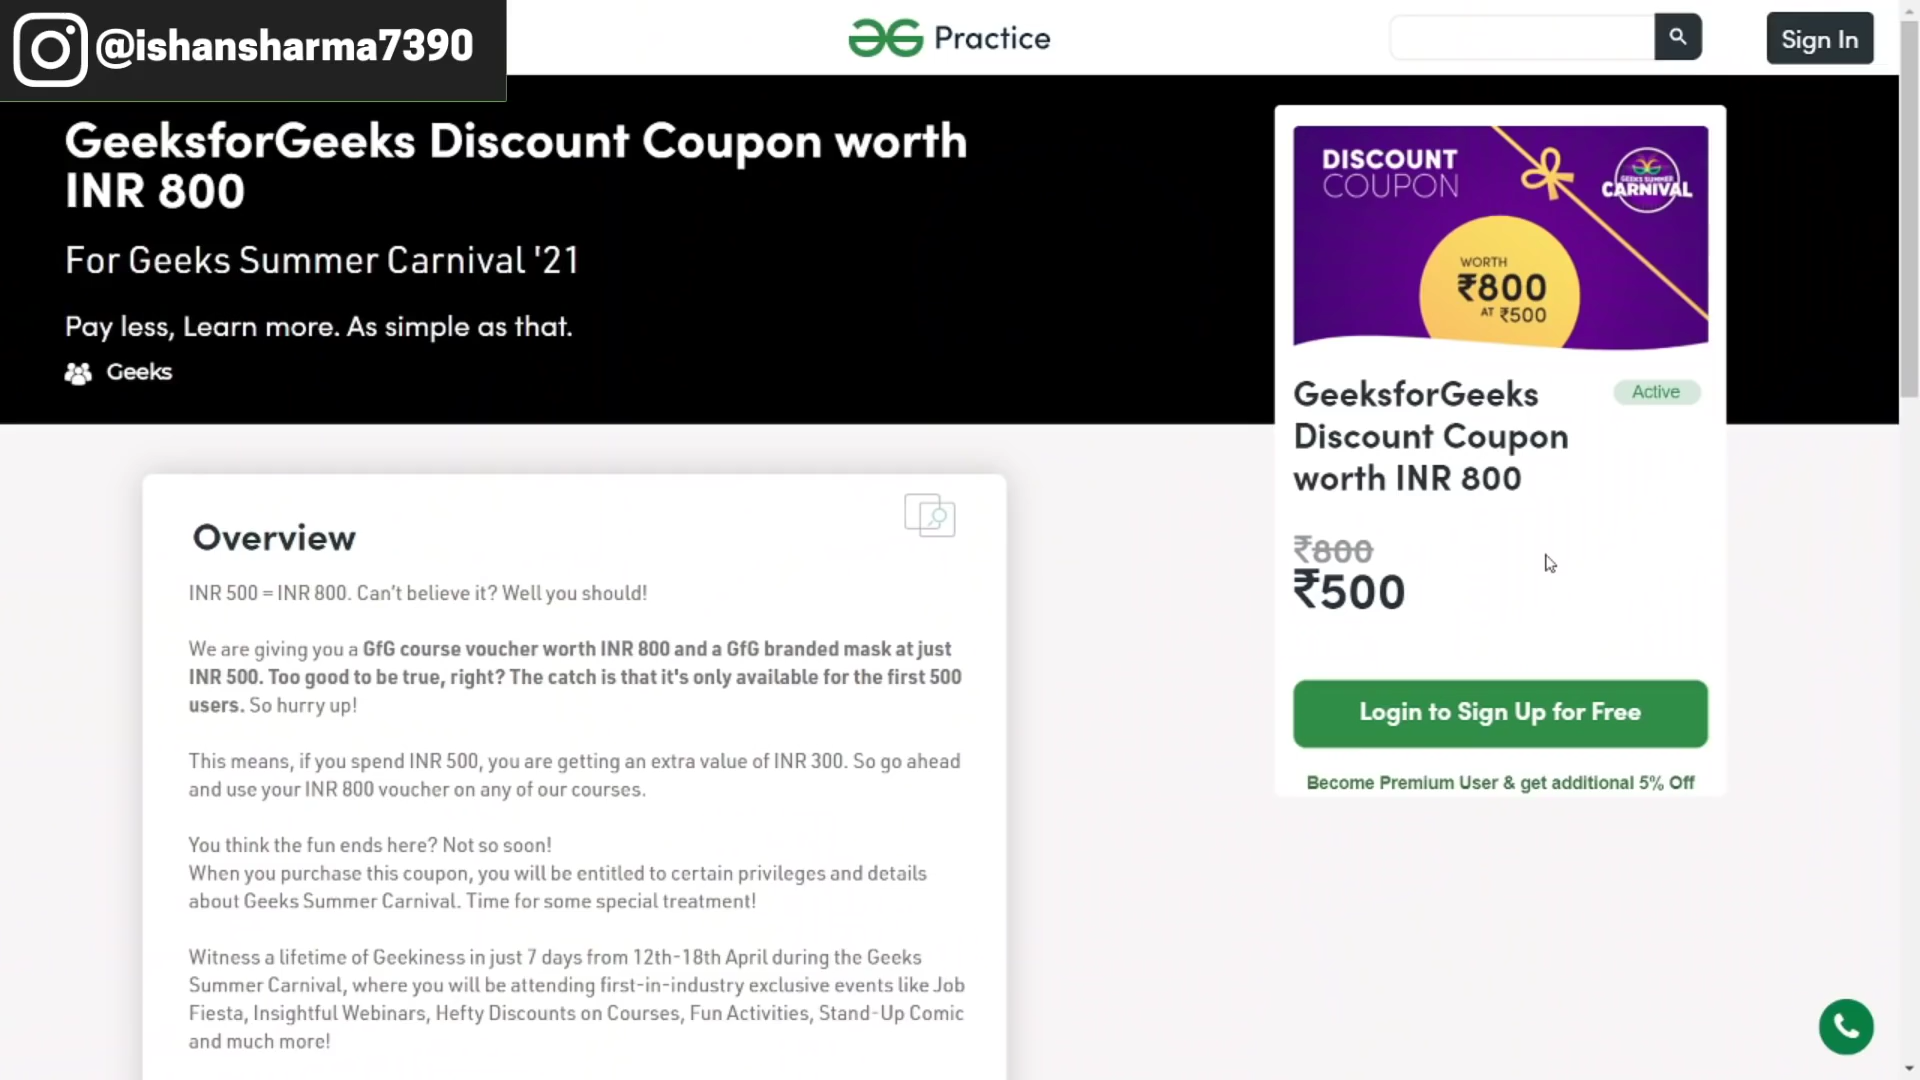 @ishansharma7390
Practice
Sign In
GeeksforGeeks Discount Coupon worth
INR 800
For Geeks Summer Carnival '21
Pay less, Learn more. As simple as that.
Geeks
DISCOUNT
COUPON
GEEKS SUMMER
CARNIVAL
WORTH
₹800
AT ₹500
GeeksforGeeks
Discount Coupon
worth INR 800
Active
₹800
₹500
Login to Sign Up for Free
Become Premium User & get additional 5% Off
Overview
INR 500 = INR 800. Can't believe it? Well you should!
We are giving you a GfG course voucher worth INR 800 and a GfG branded mask at just
INR 500. Too good to be true, right? The catch is that it's only available for the first 500
users. So hurry up!
This means, if you spend INR 500, you are getting an extra value of INR 300. So go ahead
and use your INR 800 voucher on any of our courses.
You think the fun ends here? Not so soon!
When you purchase this coupon, you will be entitled to certain privileges and details
about Geeks Summer Carnival. Time for some special treatment!
Witness a lifetime of Geekiness in just 7 days from 12th-18th April during the Geeks
Summer Carnival, where you will be attending first-in-industry exclusive events like Job
Fiesta, Insightful Webinars, Hefty Discounts on Courses, Fun Activities, Stand-Up Comic
and much more!